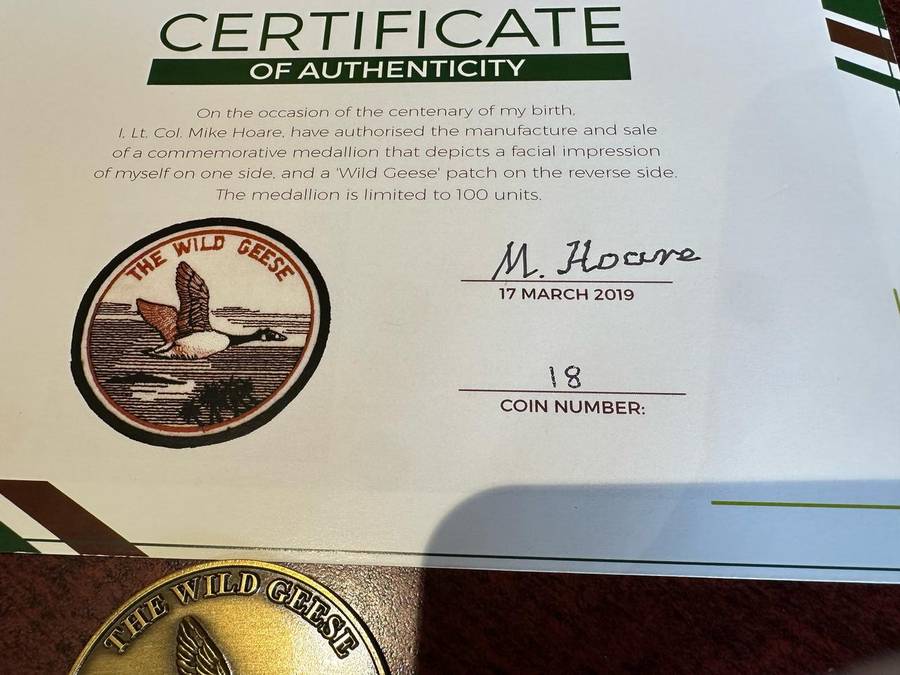 CERTIFICATE
OF AUTHENTICITY
On the occasion of the centenary of my birth,
I, Lt. Col. Mike Hoare, have authorised the manufacture and sale
of a commemorative medallion that depicts a facial impression
of myself on one side, and a 'Wild Geese' patch on the reverse side.
The medallion is limited to 100 units.
THE WILD GEESE
M. Hoare
17 MARCH 2019
18
COIN NUMBER:
THE WILD GEESE